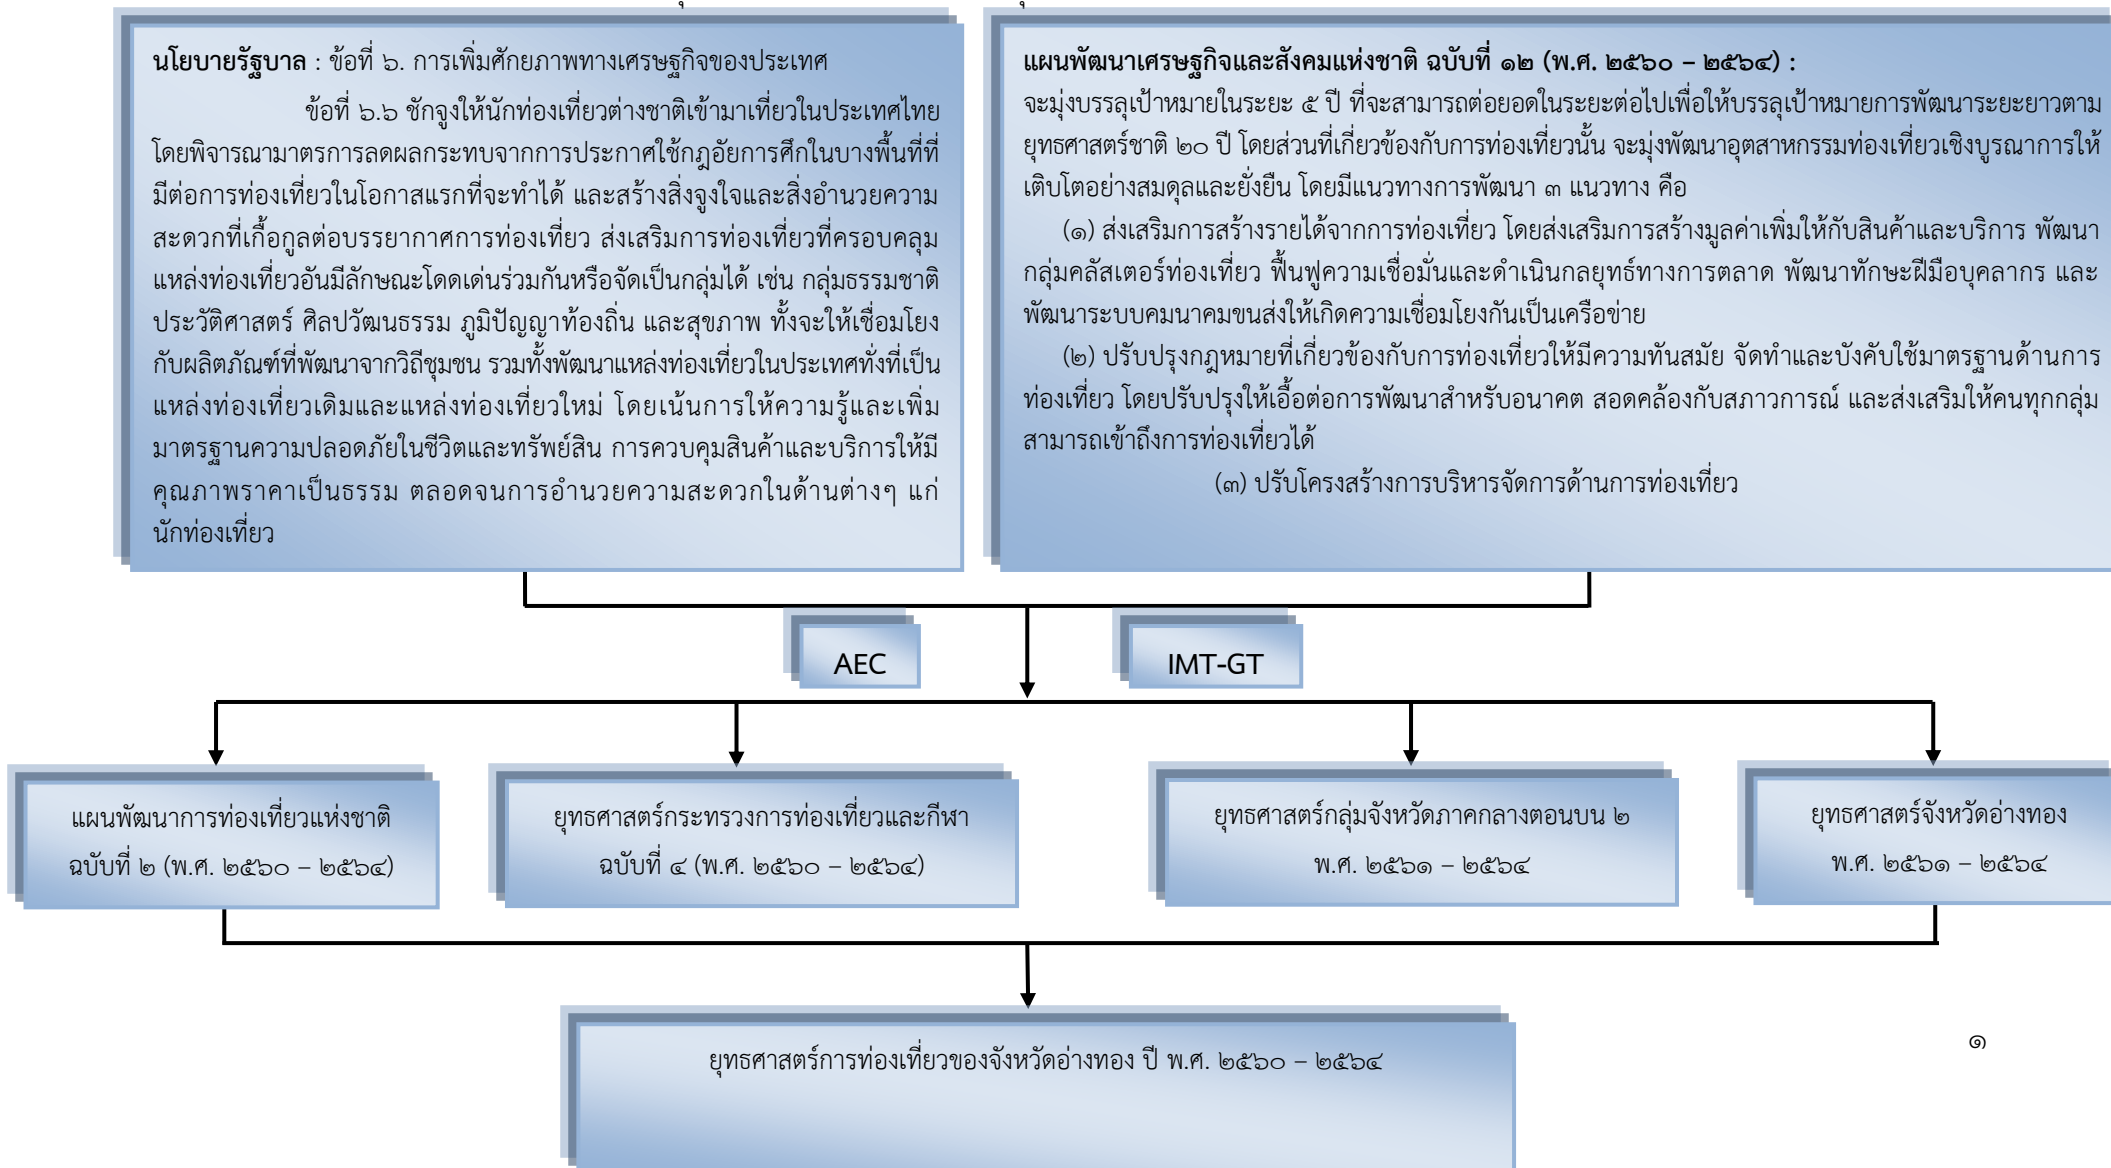 นโยบายรัฐบาล : ข้อที่ ๖. การเพิ่มศักยภาพทางเศรษฐกิจของประเทศ
ข้อที่ ๖.๖ ชักจูงให้นักท่องเที่ยวต่างชาติเข้ามาเที่ยวในประเทศไทย
โดยพิจารณามาตรการลดผลกระทบจากการประกาศใช้กฎอัยการศึกในบางพื้นที่ที่
มีต่อการท่องเที่ยวในโอกาสแรกที่จะทำได้ และสร้างสิ่งจูงใจและสิ่งอำนวยความ
สะดวกที่เกื้อกูลต่อบรรยากาศการท่องเที่ยว ส่งเสริมการท่องเที่ยวที่ครอบคลุม
แหล่งท่องเที่ยวอันมีลักษณะโดดเด่นร่วมกันหรือจัดเป็นกลุ่มได้ เช่น กลุ่มธรรมชาติ
ประวัติศาสตร์ ศิลปวัฒนธรรม ภูมิปัญญาท้องถิ่น และสุขภาพ ทั้งจะให้เชื่อมโยง
กับผลิตภัณฑ์ที่พัฒนาจากวิถีชุมชน รวมทั้งพัฒนาแหล่งท่องเที่ยวในประเทศทั่งที่เป็น
แหล่งท่องเที่ยวเดิมและแหล่งท่องเที่ยวใหม่ โดยเน้นการให้ความรู้และเพิ่ม
มาตรฐานความปลอดภัยในชีวิตและทรัพย์สิน การควบคุมสินค้าและบริการให้มี
คุณภาพราคาเป็นธรรม ตลอดจนการอำนวยความสะดวกในด้านต่างๆ แก่
นักท่องเที่ยว
แผนพัฒนาเศรษฐกิจและสังคมแห่งชาติ ฉบับที่ ๑๒ (พ.ศ. ๒๕๖๐ – ๒๕๖๔) :
จะมุ่งบรรลุเป้าหมายในระยะ ๕ ปี ที่จะสามารถต่อยอดในระยะต่อไปเพื่อให้บรรลุเป้าหมายการพัฒนาระยะยาวตาม
ยุทธศาสตร์ชาติ ๒๐ ปี โดยส่วนที่เกี่ยวข้องกับการท่องเที่ยวนั้น จะมุ่งพัฒนาอุตสาหกรรมท่องเที่ยวเชิงบูรณาการให้
เติบโตอย่างสมดุลและยั่งยืน โดยมีแนวทางการพัฒนา ๓ แนวทาง คือ
(๑) ส่งเสริมการสร้างรายได้จากการท่องเที่ยว โดยส่งเสริมการสร้างมูลค่าเพิ่มให้กับสินค้าและบริการ พัฒนา
กลุ่มคลัสเตอร์ท่องเที่ยว ฟื้นฟูความเชื่อมั่นและดำเนินกลยุทธ์ทางการตลาด พัฒนาทักษะฝีมือบุคลากร และ
พัฒนาระบบคมนาคมขนส่งให้เกิดความเชื่อมโยงกันเป็นเครือข่าย
(๒) ปรับปรุงกฎหมายที่เกี่ยวข้องกับการท่องเที่ยวให้มีความทันสมัย จัดทำและบังคับใช้มาตรฐานด้านการ
ท่องเที่ยว โดยปรับปรุงให้เอื้อต่อการพัฒนาสำหรับอนาคต สอดคล้องกับสภาวการณ์ และส่งเสริมให้คนทุกกลุ่ม
สามารถเข้าถึงการท่องเที่ยวได้
(๓) ปรับโครงสร้างการบริหารจัดการด้านการท่องเที่ยว
AEC
IMT-GT
แผนพัฒนาการท่องเที่ยวแห่งชาติ
ฉบับที่ ๒ (พ.ศ. ๒๕๖๐ – ๒๕๖๔)
ยุทธศาสตร์กระทรวงการท่องเที่ยวและกีฬา
ฉบับที่ ๔ (พ.ศ. ๒๕๖๐ – ๒๕๖๔)
ยุทธศาสตร์กลุ่มจังหวัดภาคกลางตอนบน ๒
พ.ศ. ๒๕๖๑ – ๒๕๖๔
ยุทธศาสตร์จังหวัดอ่างทอง
พ.ศ. ๒๕๖๑ – ๒๕๖๔
ยุทธศาสตร์การท่องเที่ยวของจังหวัดอ่างทอง ปี พ.ศ. ๒๕๖๐ – ๒๕๖๔
๑